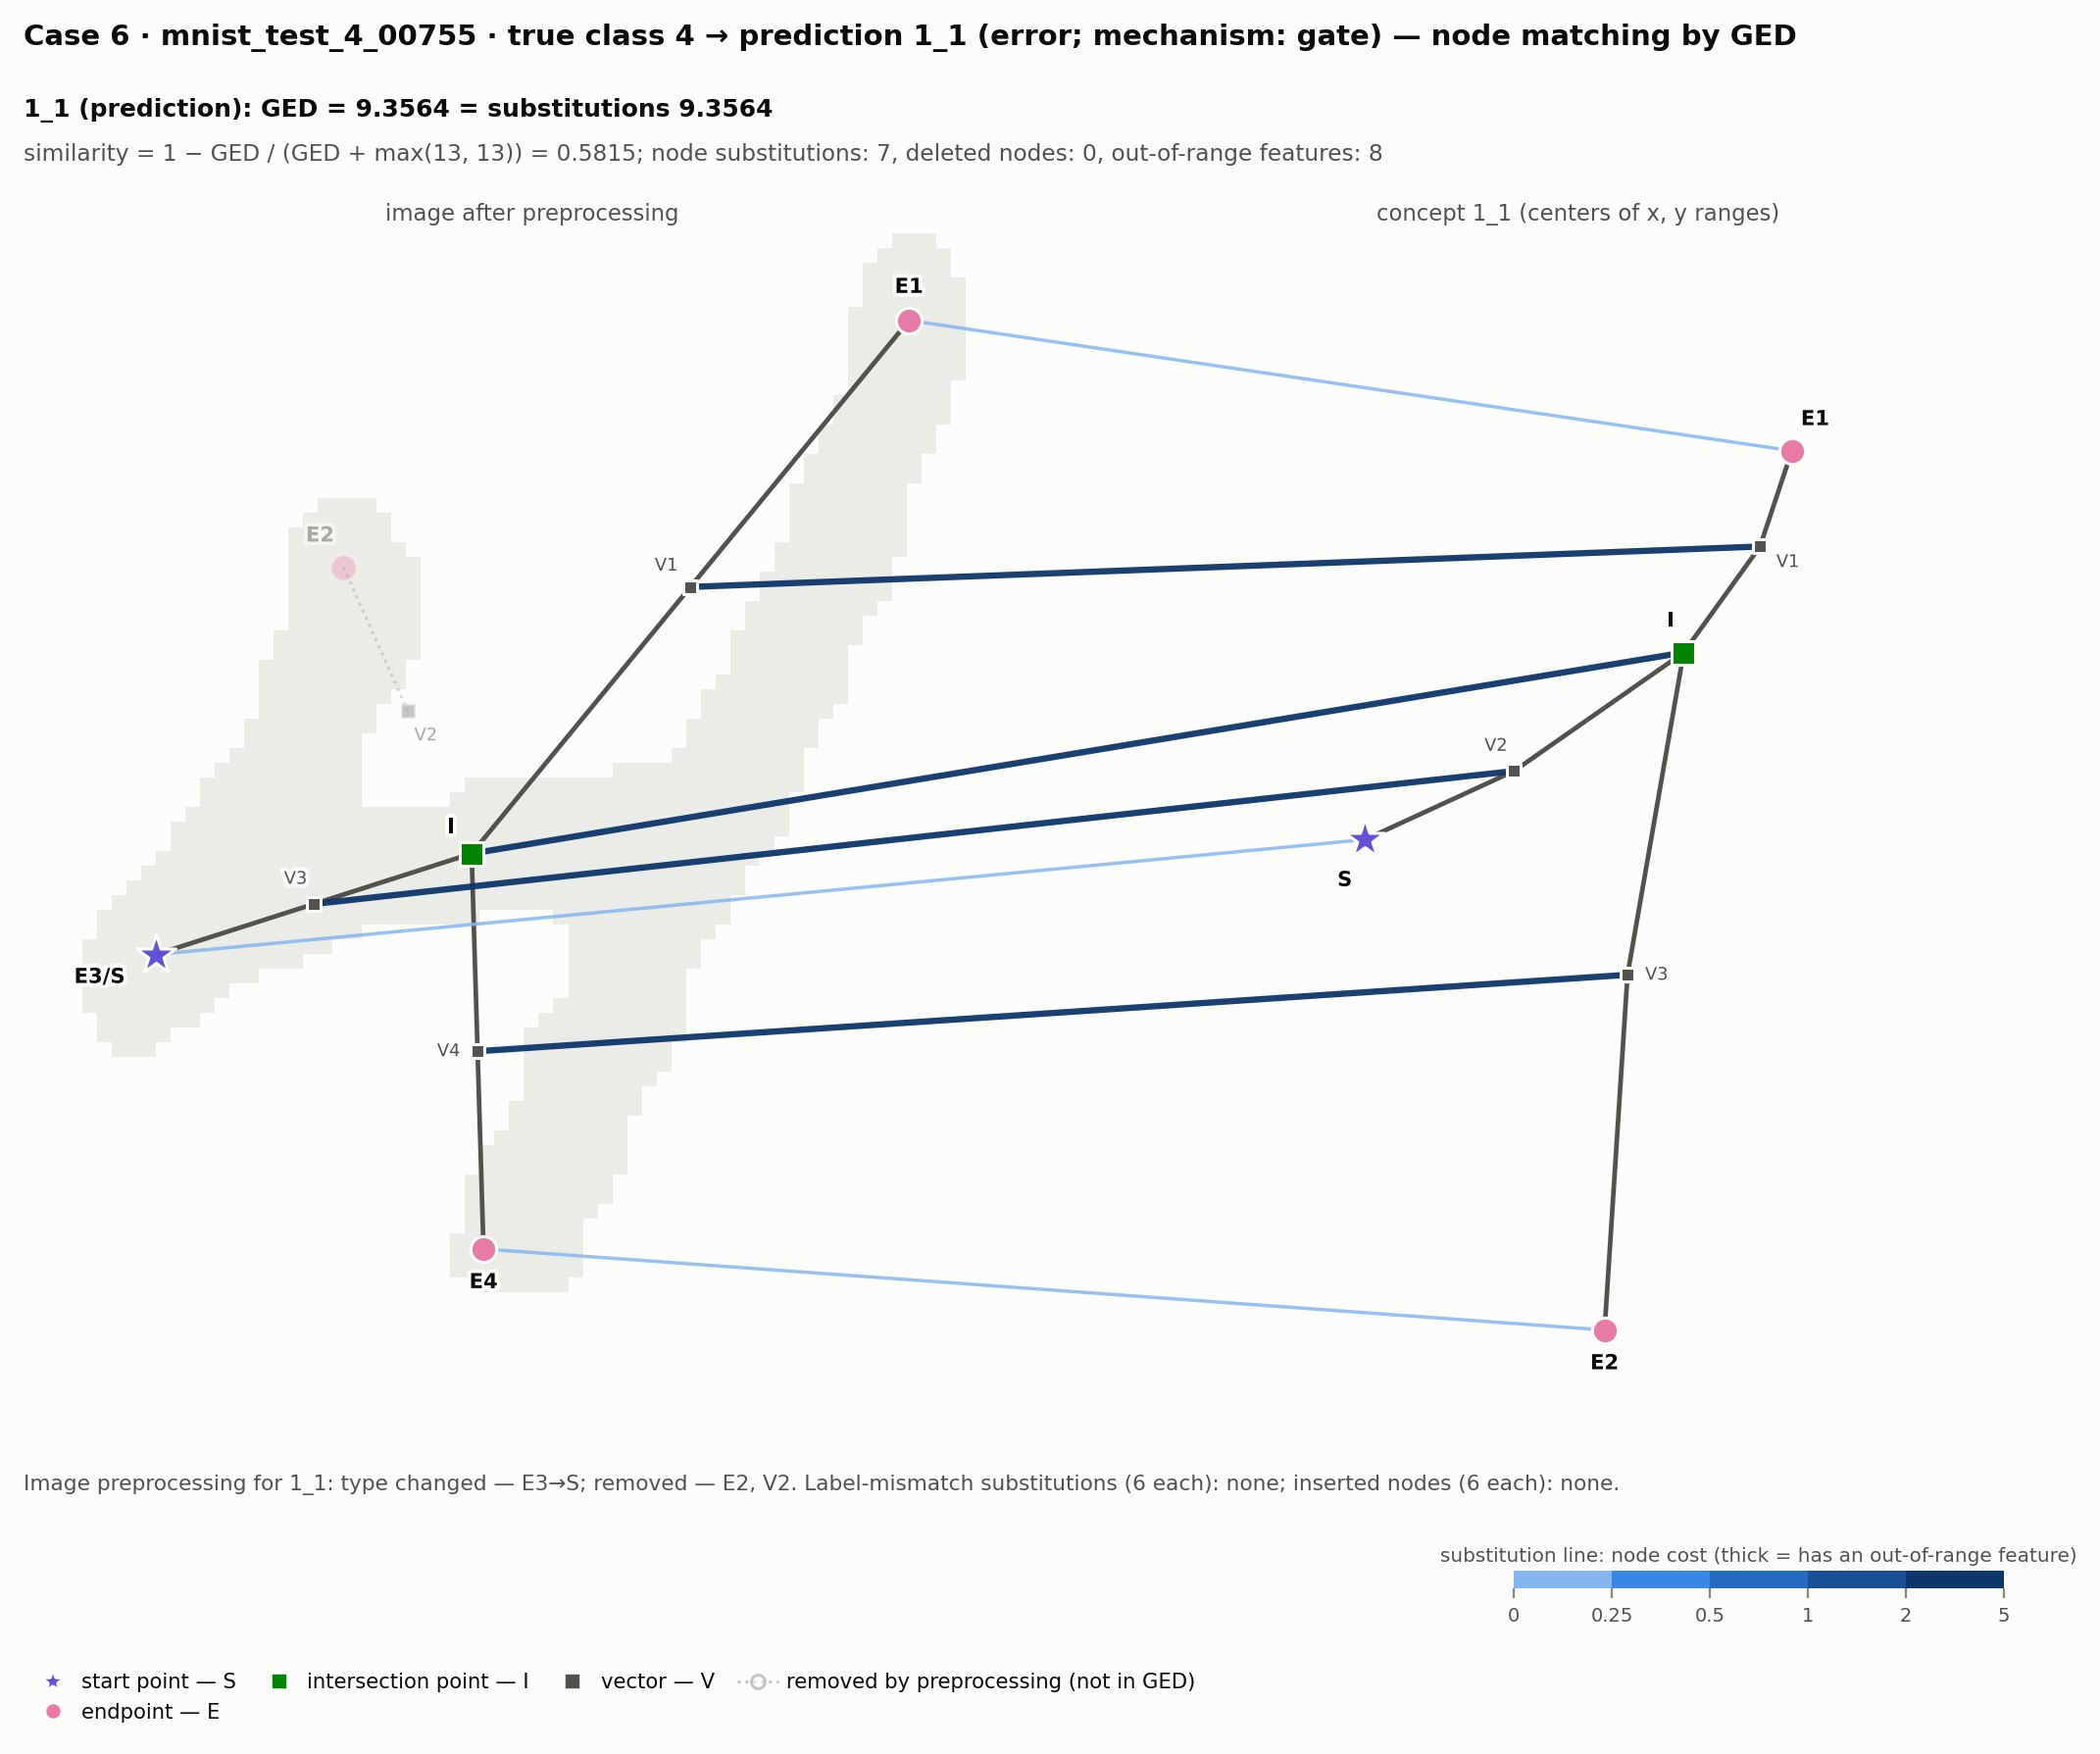 Case 6 · mnist_test_4_00755 · true class 4 → prediction 1_1 (error; mechanism: gate) — node matching by GED
1_1 (prediction): GED = 9.3564 = substitutions 9.3564
similarity = 1 − GED / (GED + max(13, 13)) = 0.5815; node substitutions: 7, deleted nodes: 0, out-of-range features: 8
image after preprocessing
concept 1_1 (centers of x, y ranges)
E1
E1
E2
V1
V1
I
V2
V2
I
V3
S
E3/S
V3
V4
E4
E2
Image preprocessing for 1_1: type changed — E3→S; removed — E2, V2. Label-mismatch substitutions (6 each): none; inserted nodes (6 each): none.
substitution line: node cost (thick = has an out-of-range feature)
0 0.25 0.5 1 2 5
start point — S
intersection point — I
vector — V
removed by preprocessing (not in GED)
endpoint — E